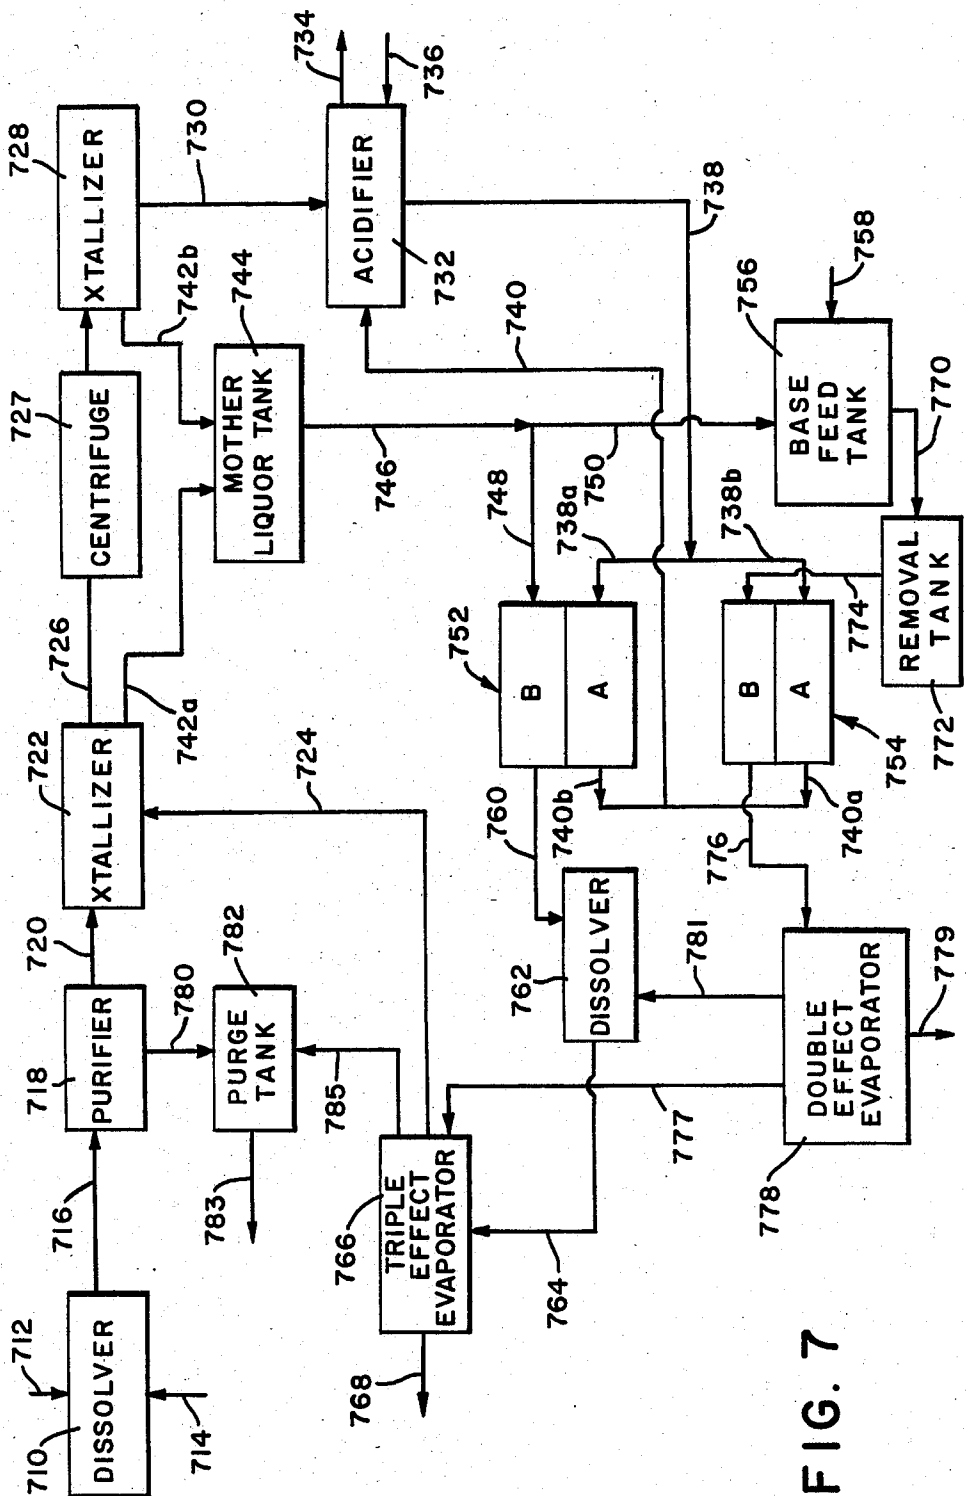 710
DISSOLVER
712
714
716
718
PURIFIER
720
722
XTALLIZER
726
727
CENTRIFUGE
728
XTALLIZER
742a
742b
780
PURGE
TANK
782
783
785
724
MOTHER
LIQUOR TANK
744
730
734
736
ACIDIFIER
732
740
738
746
748
750
738a
738b
752
B
A
740b
760
DISSOLVER
762
764
766
TRIPLE
EFFECT
EVAPORATOR
768
777
781
DOUBLE
EFFECT
EVAPORATOR
778
779
776
740a
B
A
754
774
REMOVAL
TANK
772
770
BASE
FEED
TANK
756
758
FIG. 7